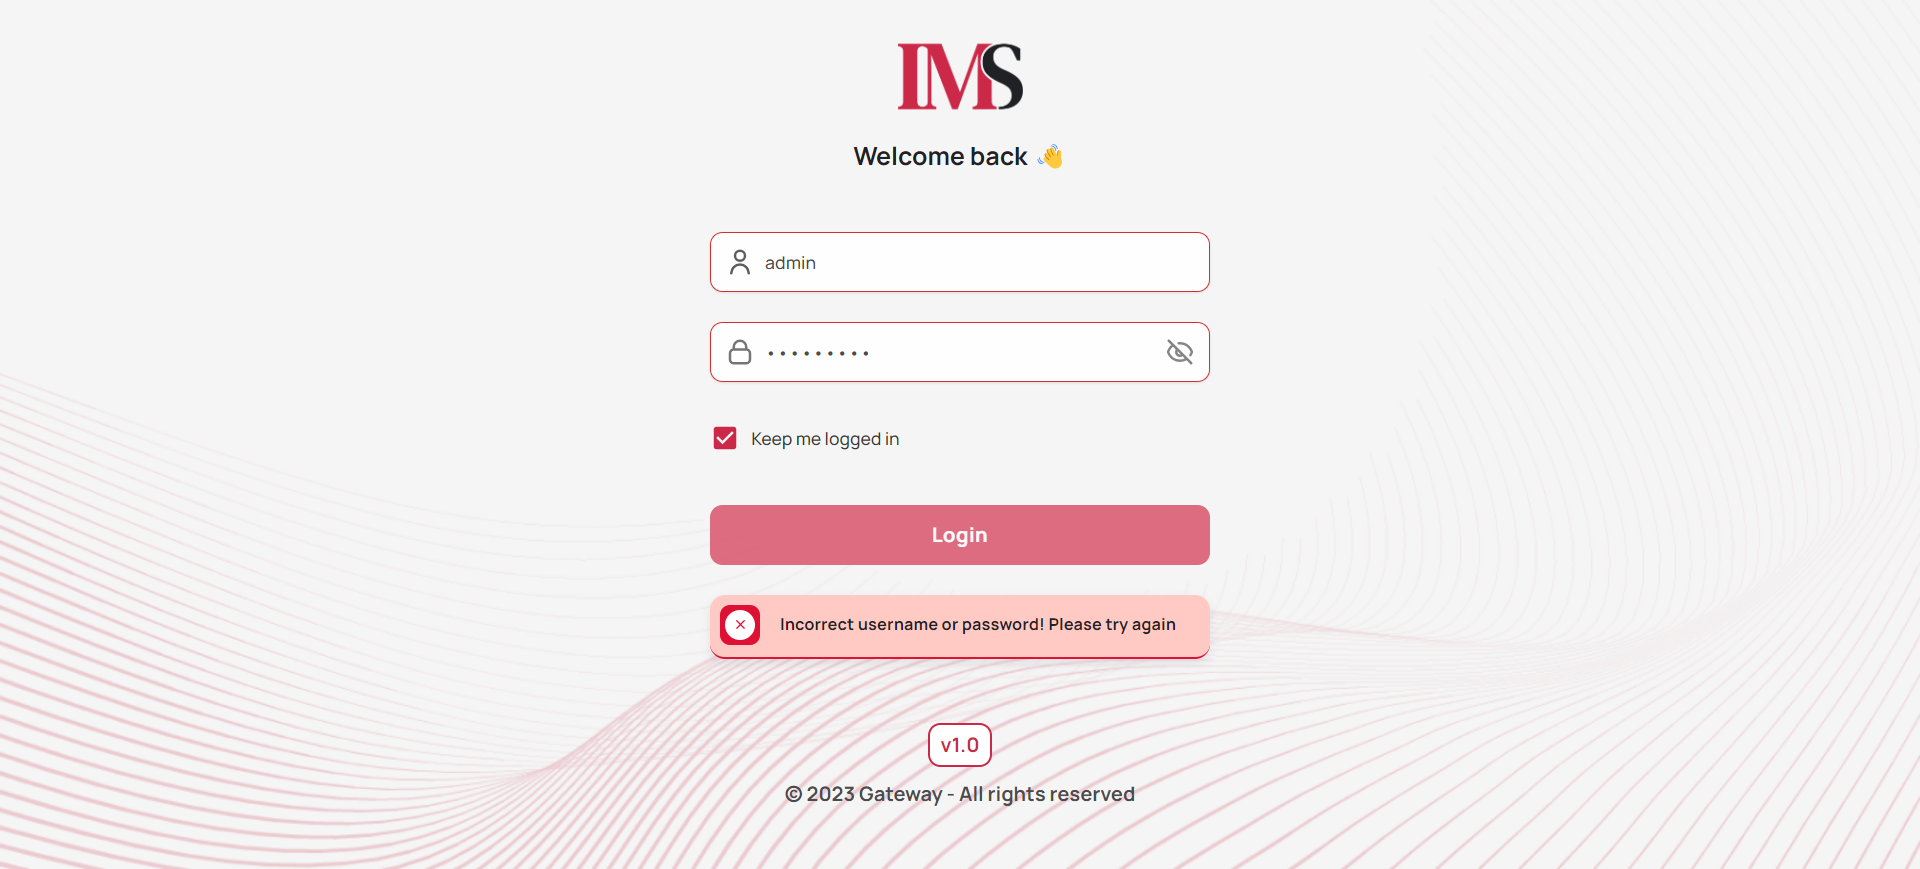 IMS
Welcome back 👋
admin
•••••••••
Keep me logged in
Login
Incorrect username or password! Please try again
v1.0
© 2023 Gateway - All rights reserved